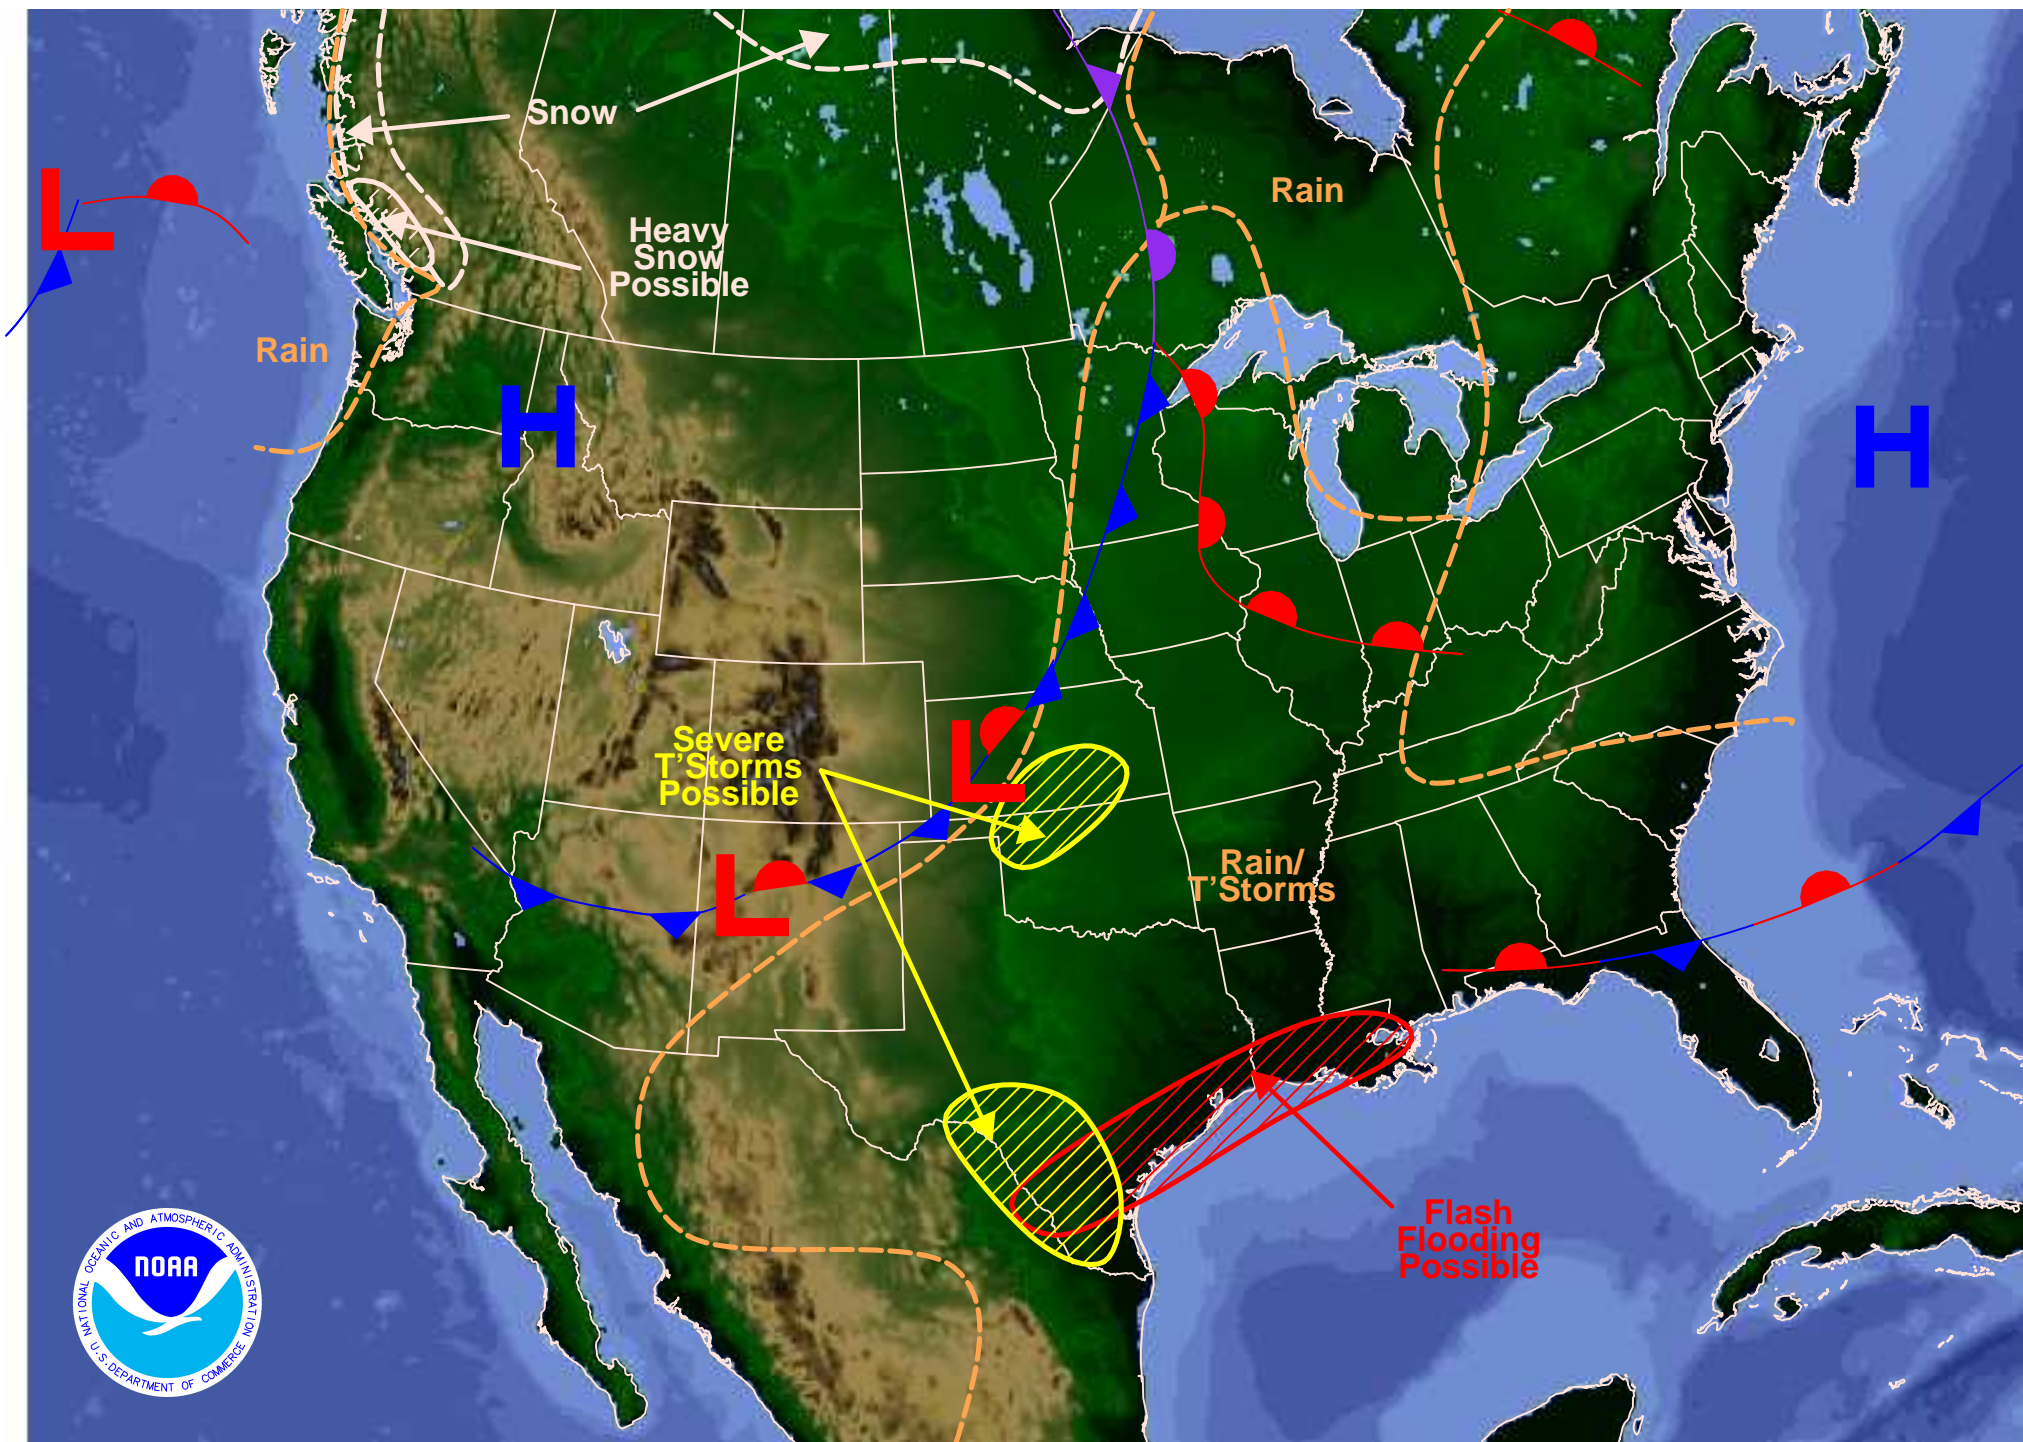 Snow
Rain
Heavy
Snow
Possible
L
Rain
H
H
Severe
T'Storms
Possible
L
L
Rain/
T'Storms
Flash
Flooding
Possible
NATIONAL OCEANIC AND ATMOSPHERIC ADMINISTRATION
NOAA
U.S. DEPARTMENT OF COMMERCE